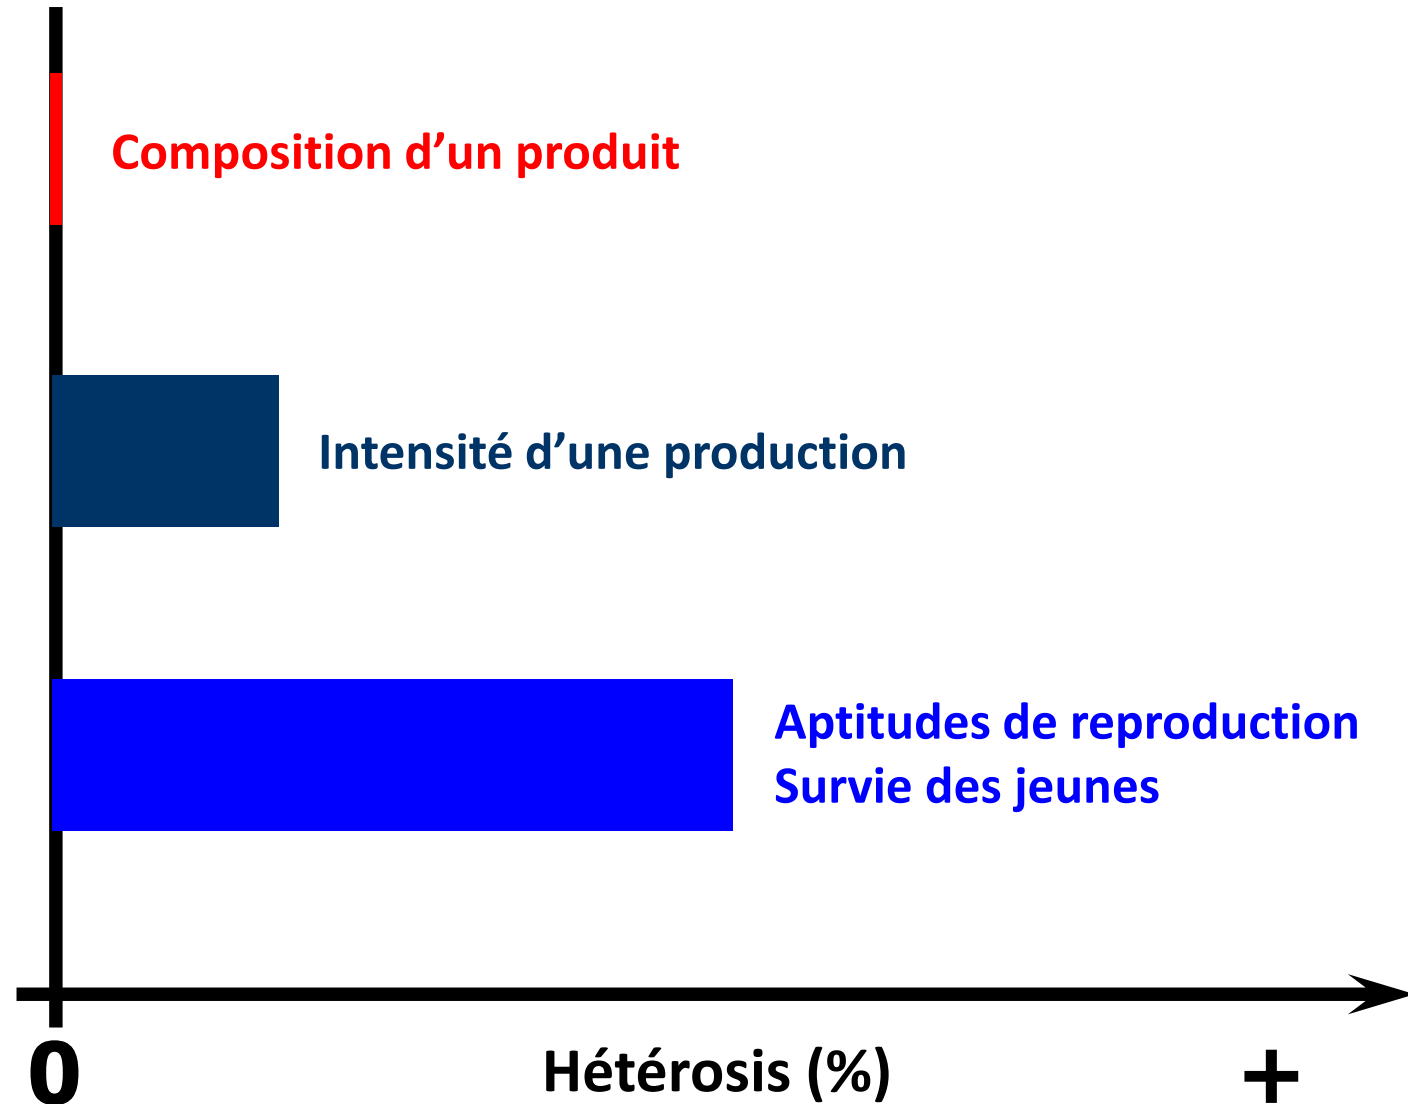 Composition d’un produit
Intensité d’une production
Aptitudes de reproduction
Survie des jeunes
0
Hétérosis (%)
+